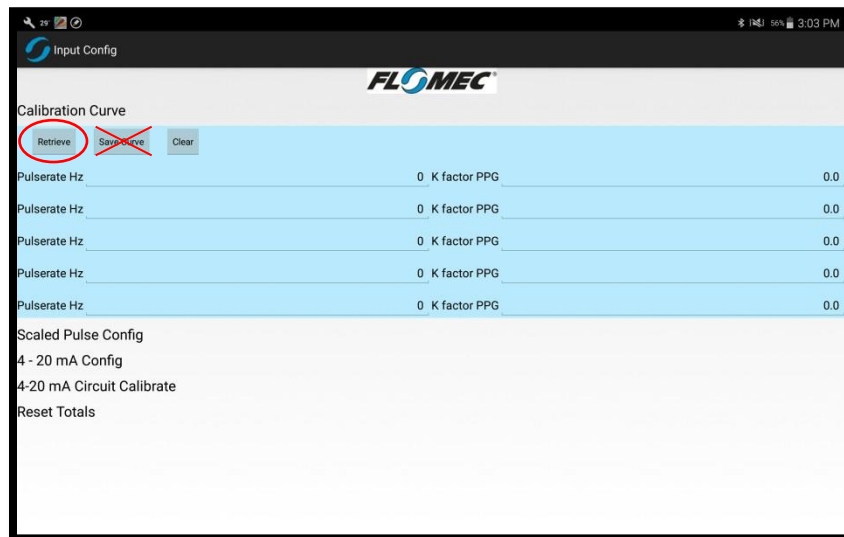 29° 56% 3:03 PM
Input Config
FLOMEC
Calibration Curve
Retrieve Save Curve Clear
Pulserate Hz 0 K factor PPG 0.0
Pulserate Hz 0 K factor PPG 0.0
Pulserate Hz 0 K factor PPG 0.0
Pulserate Hz 0 K factor PPG 0.0
Pulserate Hz 0 K factor PPG 0.0
Scaled Pulse Config
4 - 20 mA Config
4-20 mA Circuit Calibrate
Reset Totals